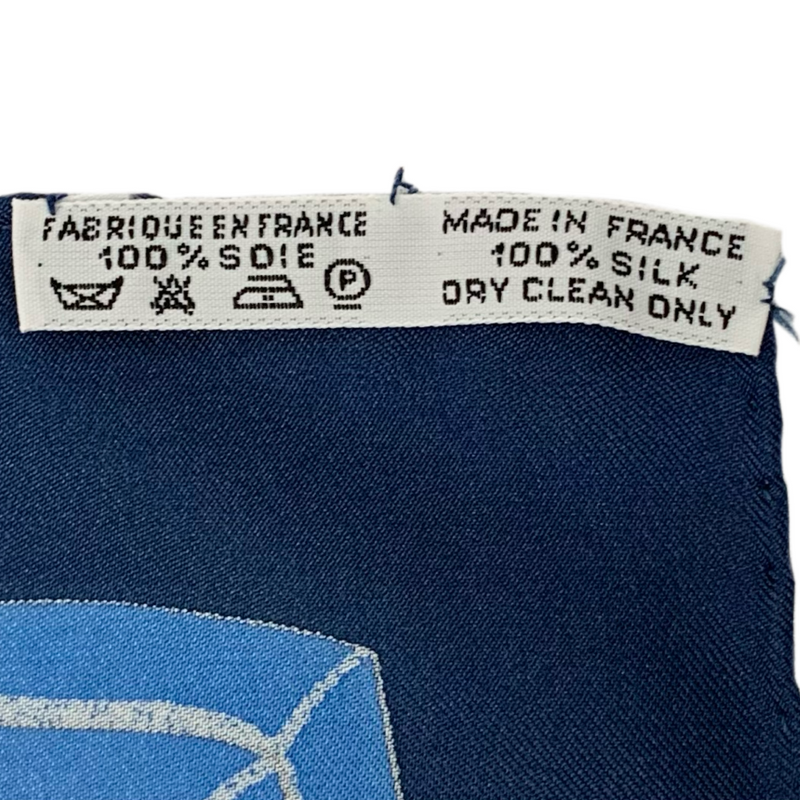 FABRIQUE EN FRANCE
100% SOIE
P
MADE IN FRANCE
100% SILK
DRY CLEAN ONLY